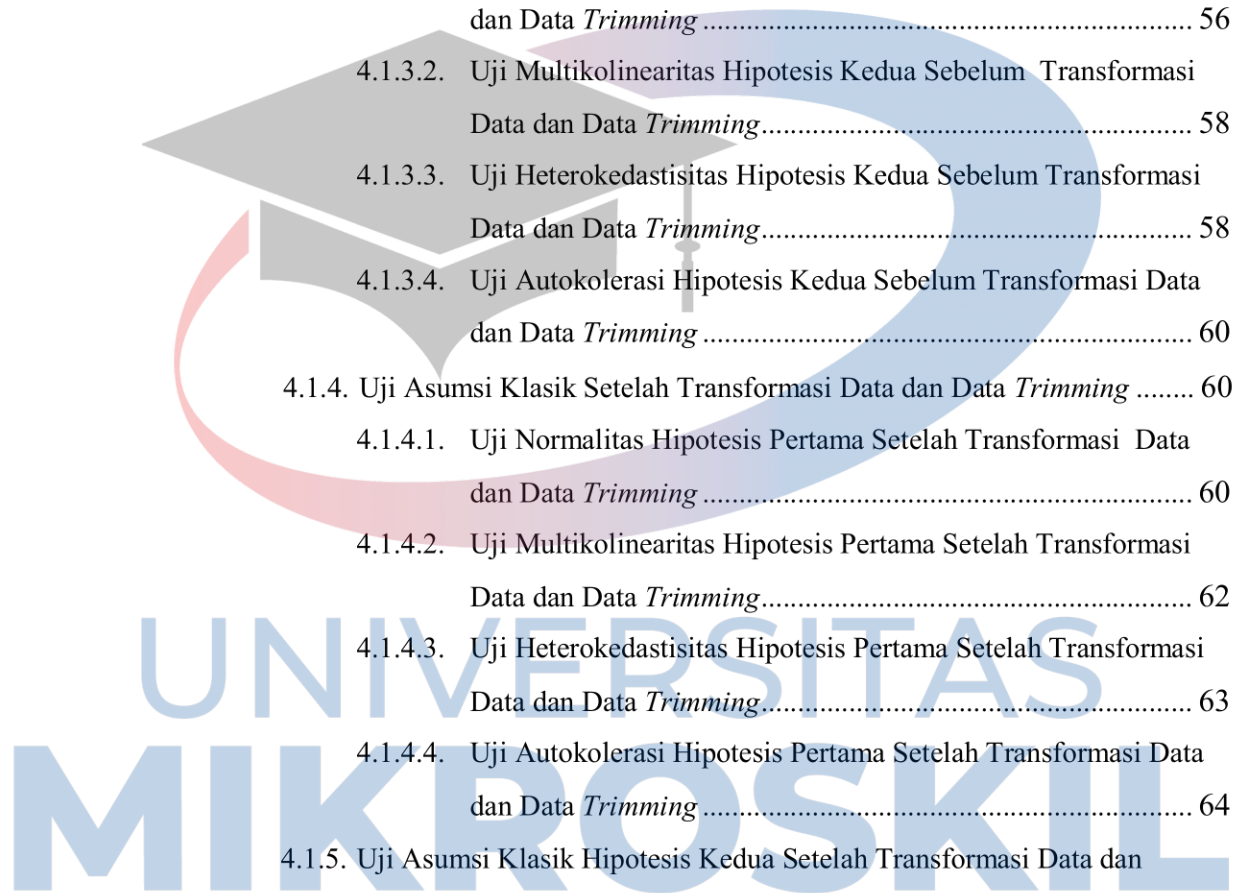 dan Data Trimming ..................................................................... 56
4.1.3.2. Uji Multikolinearitas Hipotesis Kedua Sebelum Transformasi
Data dan Data Trimming............................................................. 58
4.1.3.3. Uji Heterokedastisitas Hipotesis Kedua Sebelum Transformasi
Data dan Data Trimming............................................................. 58
4.1.3.4. Uji Autokolerasi Hipotesis Kedua Sebelum Transformasi Data
dan Data Trimming ..................................................................... 60
4.1.4. Uji Asumsi Klasik Setelah Transformasi Data dan Data Trimming ........ 60
4.1.4.1. Uji Normalitas Hipotesis Pertama Setelah Transformasi Data
dan Data Trimming ..................................................................... 60
4.1.4.2. Uji Multikolinearitas Hipotesis Pertama Setelah Transformasi
Data dan Data Trimming............................................................. 62
4.1.4.3. Uji Heterokedastisitas Hipotesis Pertama Setelah Transformasi
Data dan Data Trimming............................................................. 63
4.1.4.4. Uji Autokolerasi Hipotesis Pertama Setelah Transformasi Data
dan Data Trimming ..................................................................... 64
4.1.5. Uji Asumsi Klasik Hipotesis Kedua Setelah Transformasi Data dan
UNIVERSITAS
MIKROSKIL